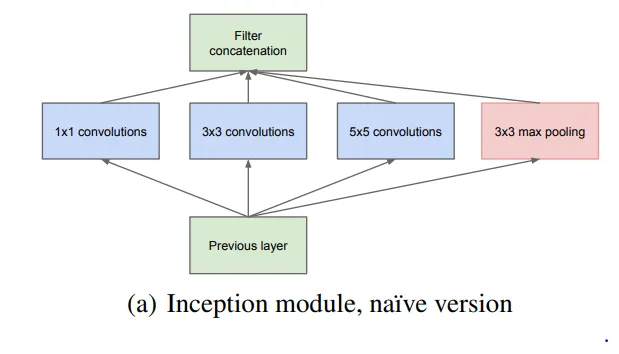 Filter
concatenation
1x1 convolutions
3x3 convolutions
5x5 convolutions
3x3 max pooling
Previous layer
(a) Inception module, naïve version
.